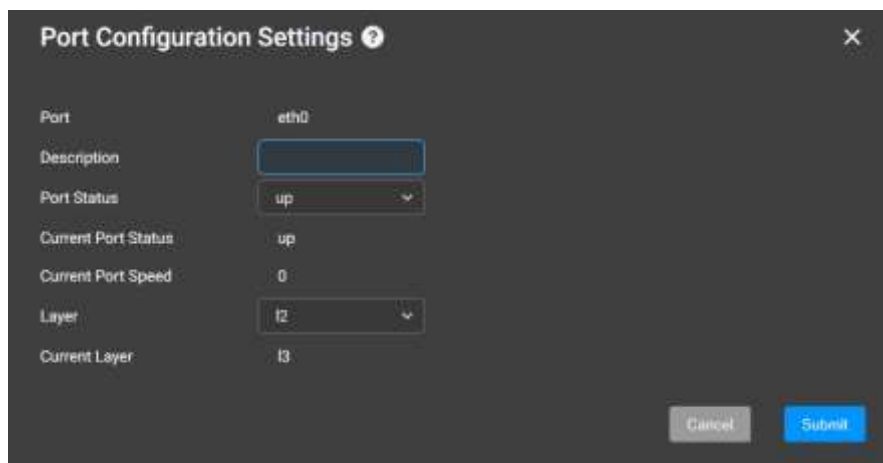 Port Configuration Settings ?
Port eth0
Description
Port Status up
Current Port Status up
Current Port Speed 0
Layer l2
Current Layer l3
Cancel Submit